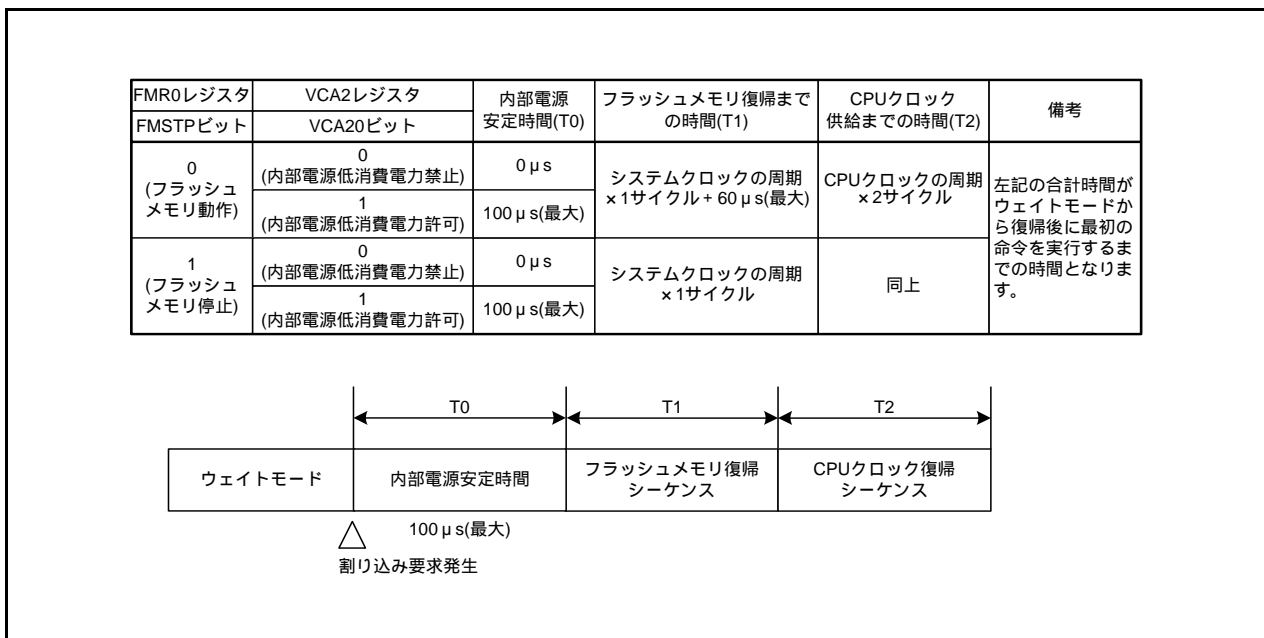 FMR0レジスタ
FMSTPビット
VCA2レジスタ
VCA20ビット
内部電源
安定時間(T0)
フラッシュメモリ復帰まで
の時間(T1)
CPUクロック
供給までの時間(T2)
備考
0
(フラッシュ
メモリ動作)
0
(内部電源低消費電力禁止)
0μs
1
(内部電源低消費電力許可)
100μs(最大)
システムクロックの周期
×1サイクル+60μs(最大)
CPUクロックの周期
×2サイクル
左記の合計時間が
ウェイトモードか
ら復帰後に最初の
命令を実行するま
での時間となりま
す。
1
(フラッシュ
メモリ停止)
0
(内部電源低消費電力禁止)
0μs
1
(内部電源低消費電力許可)
100μs(最大)
システムクロックの周期
×1サイクル
同上
T0
T1
T2
ウェイトモード
内部電源安定時間
フラッシュメモリ復帰
シーケンス
CPUクロック復帰
シーケンス
100μs(最大)
割り込み要求発生